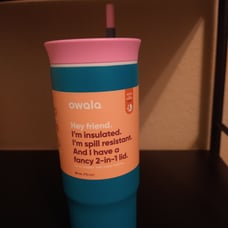 owala
Hey friend.
I'm insulated.
I'm spill resistant.
And I have a
fancy 2-in-1 lid.